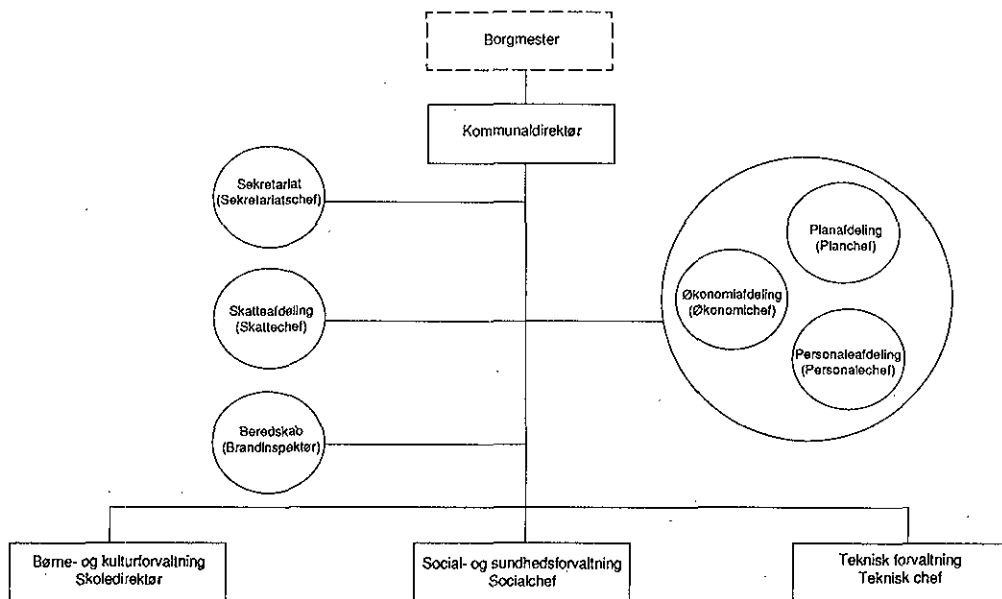 Borgmester
Kommunaldirektør
Sekretariat
(Sekretariatschef)
Skatteafdeling
(Skattechef)
Beredskab
(Brandinspektør)
Planafdeling
(Planchef)
Økonomiafdeling
(Økonomichef)
Personaleafdeling
(Personalechef)
Børne- og kulturforvaltning
Skoledirektør
Social- og sundhedsforvaltning
Socialchef
Teknisk forvaltning
Teknisk chef